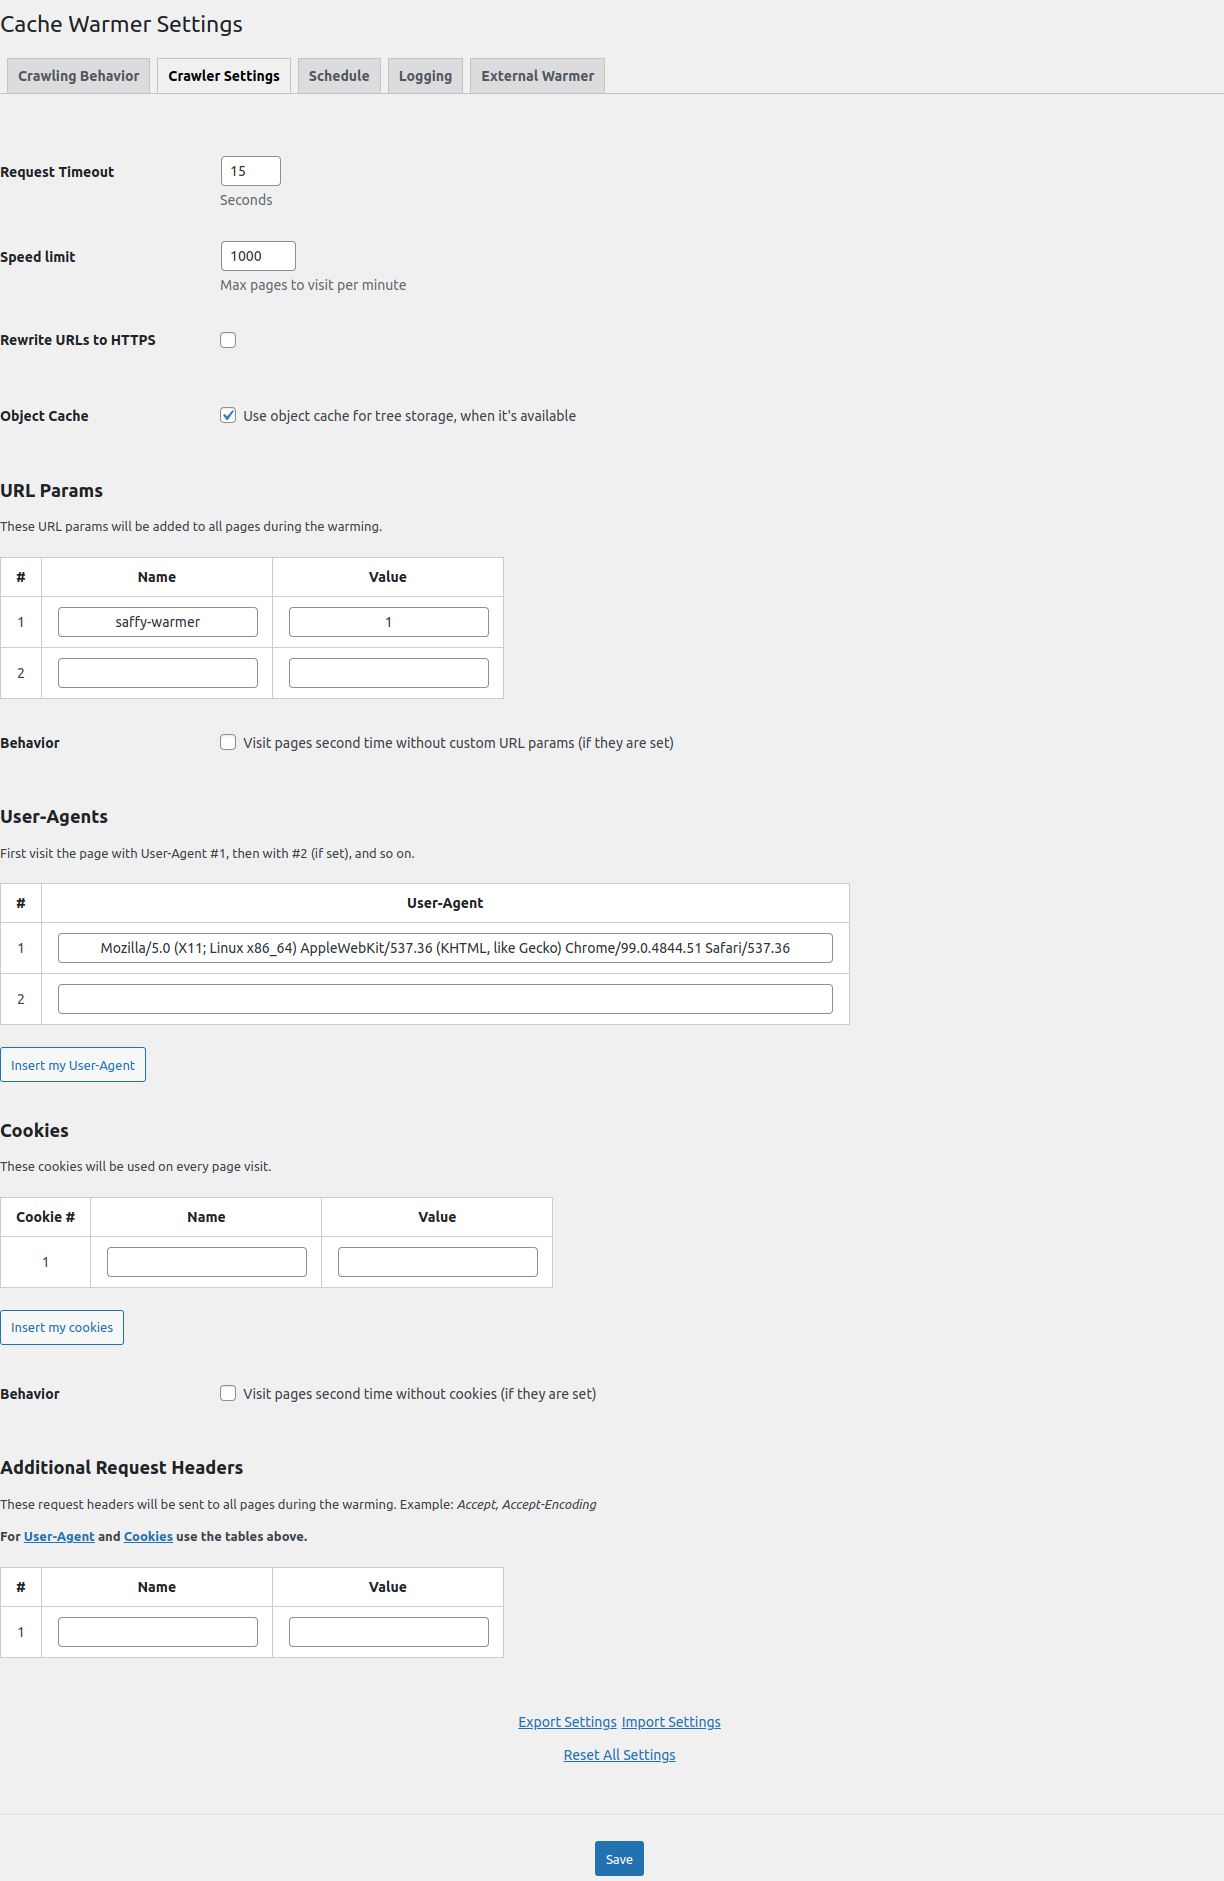 Cache Warmer Settings
Crawling Behavior Crawler Settings Schedule Logging External Warmer
Request Timeout 15
Seconds
Speed limit 1000
Max pages to visit per minute
Rewrite URLs to HTTPS
Object Cache Use object cache for tree storage, when it's available
URL Params
These URL params will be added to all pages during the warming.
# Name Value
1 saffy-warmer 1
2
Behavior Visit pages second time without custom URL params (if they are set)
User-Agents
First visit the page with User-Agent #1, then with #2 (if set), and so on.
# User-Agent
1 Mozilla/5.0 (X11; Linux x86_64) AppleWebKit/537.36 (KHTML, like Gecko) Chrome/99.0.4844.51 Safari/537.36
2
Insert my User-Agent
Cookies
These cookies will be used on every page visit.
Cookie # Name Value
1
Insert my cookies
Behavior Visit pages second time without cookies (if they are set)
Additional Request Headers
These request headers will be sent to all pages during the warming. Example: Accept, Accept-Encoding
For User-Agent and Cookies use the tables above.
# Name Value
1
Export Settings Import Settings
Reset All Settings
Save